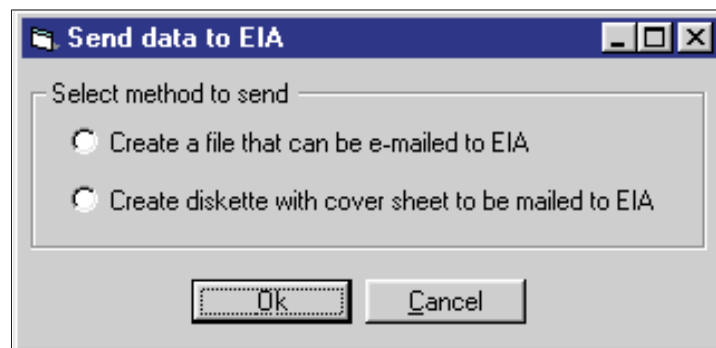 Send data to EIA
Select method to send
Create a file that can be e-mailed to EIA
Create diskette with cover sheet to be mailed to EIA
Ok Cancel